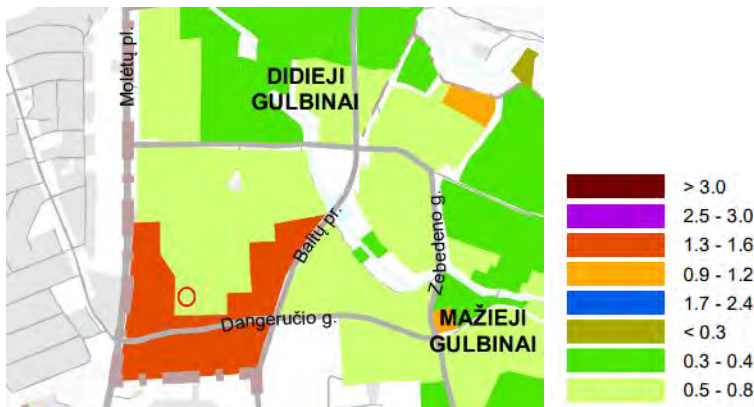 Molėtų pl.
DIDIEJI
GULBINAI
Baltų pr.
Zebedeno g.
Dangeručio g.
MAŽIEJI
GULBINAI
> 3.0
2.5 - 3.0
1.3 - 1.6
0.9 - 1.2
1.7 - 2.4
< 0.3
0.3 - 0.4
0.5 - 0.8